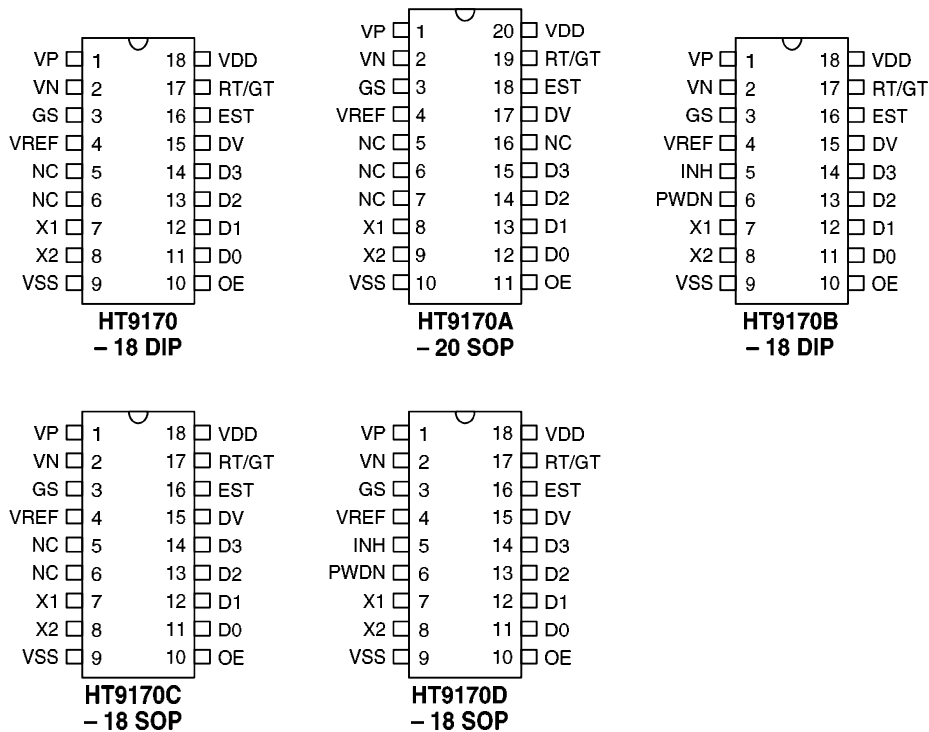 VP 1 18 VDD
VN 2 17 RT/GT
GS 3 16 EST
VREF 4 15 DV
NC 5 14 D3
NC 6 13 D2
X1 7 12 D1
X2 8 11 D0
VSS 9 10 OE
HT9170
– 18 DIP
VP 1 20 VDD
VN 2 19 RT/GT
GS 3 18 EST
VREF 4 17 DV
NC 5 16 NC
NC 6 15 D3
NC 7 14 D2
X1 8 13 D1
X2 9 12 D0
VSS 10 11 OE
HT9170A
– 20 SOP
VP 1 18 VDD
VN 2 17 RT/GT
GS 3 16 EST
VREF 4 15 DV
INH 5 14 D3
PWDN 6 13 D2
X1 7 12 D1
X2 8 11 D0
VSS 9 10 OE
HT9170B
– 18 DIP
VP 1 18 VDD
VN 2 17 RT/GT
GS 3 16 EST
VREF 4 15 DV
NC 5 14 D3
NC 6 13 D2
X1 7 12 D1
X2 8 11 D0
VSS 9 10 OE
HT9170C
– 18 SOP
VP 1 18 VDD
VN 2 17 RT/GT
GS 3 16 EST
VREF 4 15 DV
INH 5 14 D3
PWDN 6 13 D2
X1 7 12 D1
X2 8 11 D0
VSS 9 10 OE
HT9170D
– 18 SOP